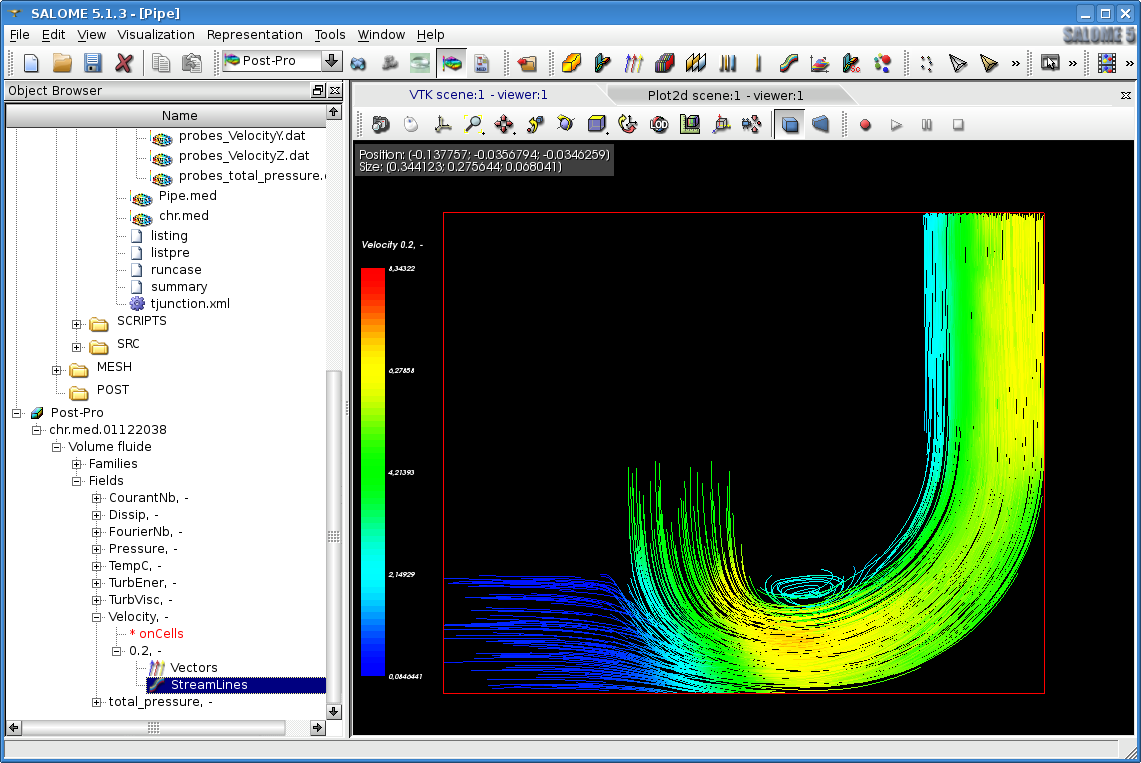 SALOME 5.1.3 - [Pipe]
File Edit View Visualization Representation Tools Window Help
SALOME 5
Post-Pro
Object Browser
Name
probes_VelocityY.dat
probes_VelocityZ.dat
probes_total_pressure.
Pipe.med
chr.med
listing
listpre
runcase
summary
tjunction.xml
SCRIPTS
SRC
MESH
POST
Post-Pro
chr.med.01122038
Volume fluide
Families
Fields
CourantNb, -
Dissip, -
FourierNb, -
Pressure, -
TempC, -
TurbEner, -
TurbVisc, -
Velocity, -
* onCells
0.2, -
Vectors
StreamLines
total_pressure, -
VTK scene:1 - viewer:1
Plot2d scene:1 - viewer:1
Position: (-0.137757; -0.0356794; -0.0346259)
Size: (0.344123; 0.275644; 0.068041)
Velocity 0.2, -
8,34322
6,27858
4,21393
2,14929
0,0846441